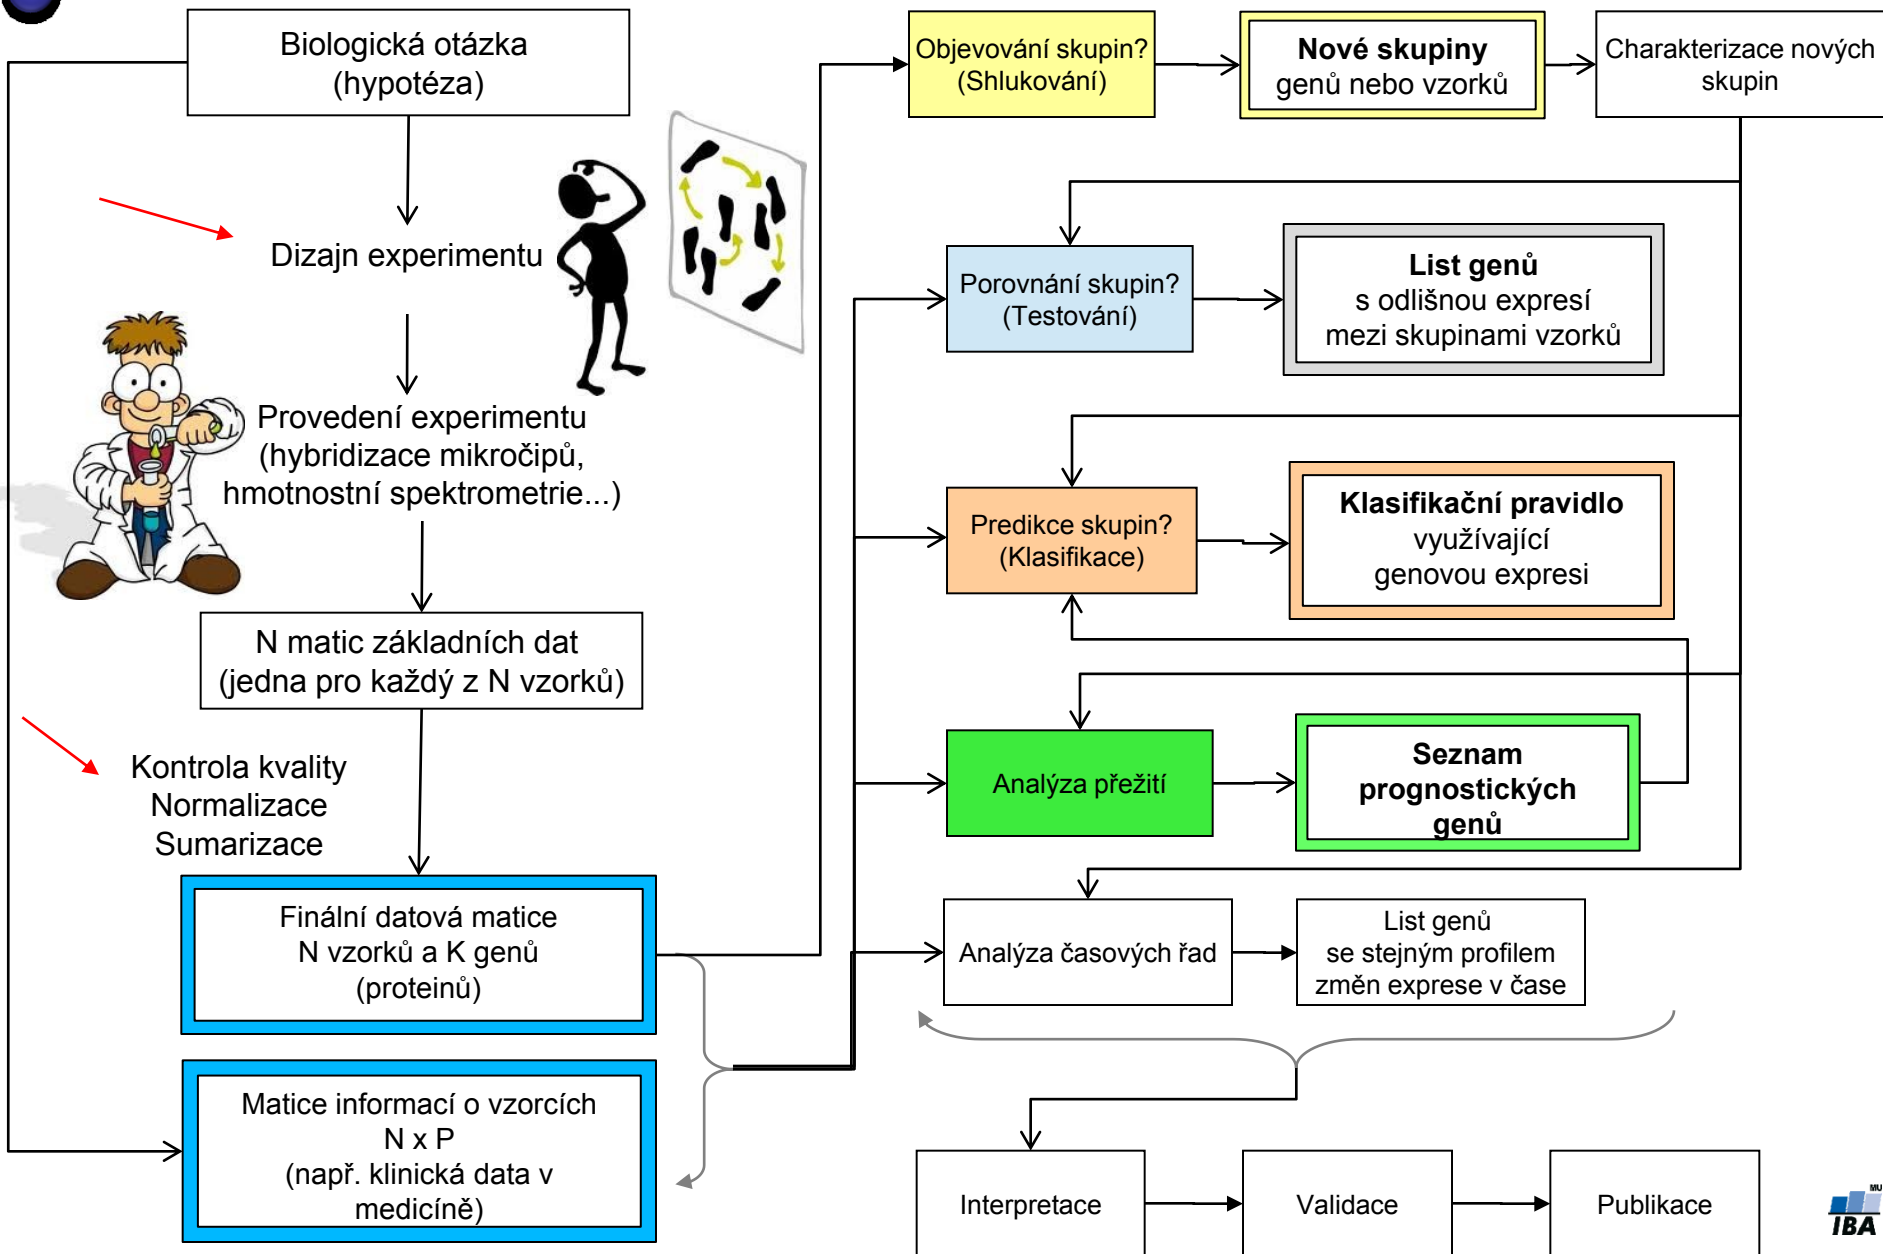 Biologická otázka
(hypotéza)
Dizajn experimentu
Provedení experimentu
(hybridizace mikročipů,
hmotnostní spektrometrie...)
N matic základních dat
(jedna pro každý z N vzorků)
Kontrola kvality
Normalizace
Sumarizace
Finální datová matice
N vzorků a K genů
(proteinů)
Matice informací o vzorcích
N x P
(např. klinická data v
medicíně)
Objevování skupin?
(Shlukování)
Nové skupiny
genů nebo vzorků
Charakterizace nových
skupin
Porovnání skupin?
(Testování)
List genů
s odlišnou expresí
mezi skupinami vzorků
Predikce skupin?
(Klasifikace)
Klasifikační pravidlo
využívající
genovou expresi
Analýza přežití
Seznam
prognostických
genů
Analýza časových řad
List genů
se stejným profilem
změn exprese v čase
Interpretace
Validace
Publikace
MU
IBA